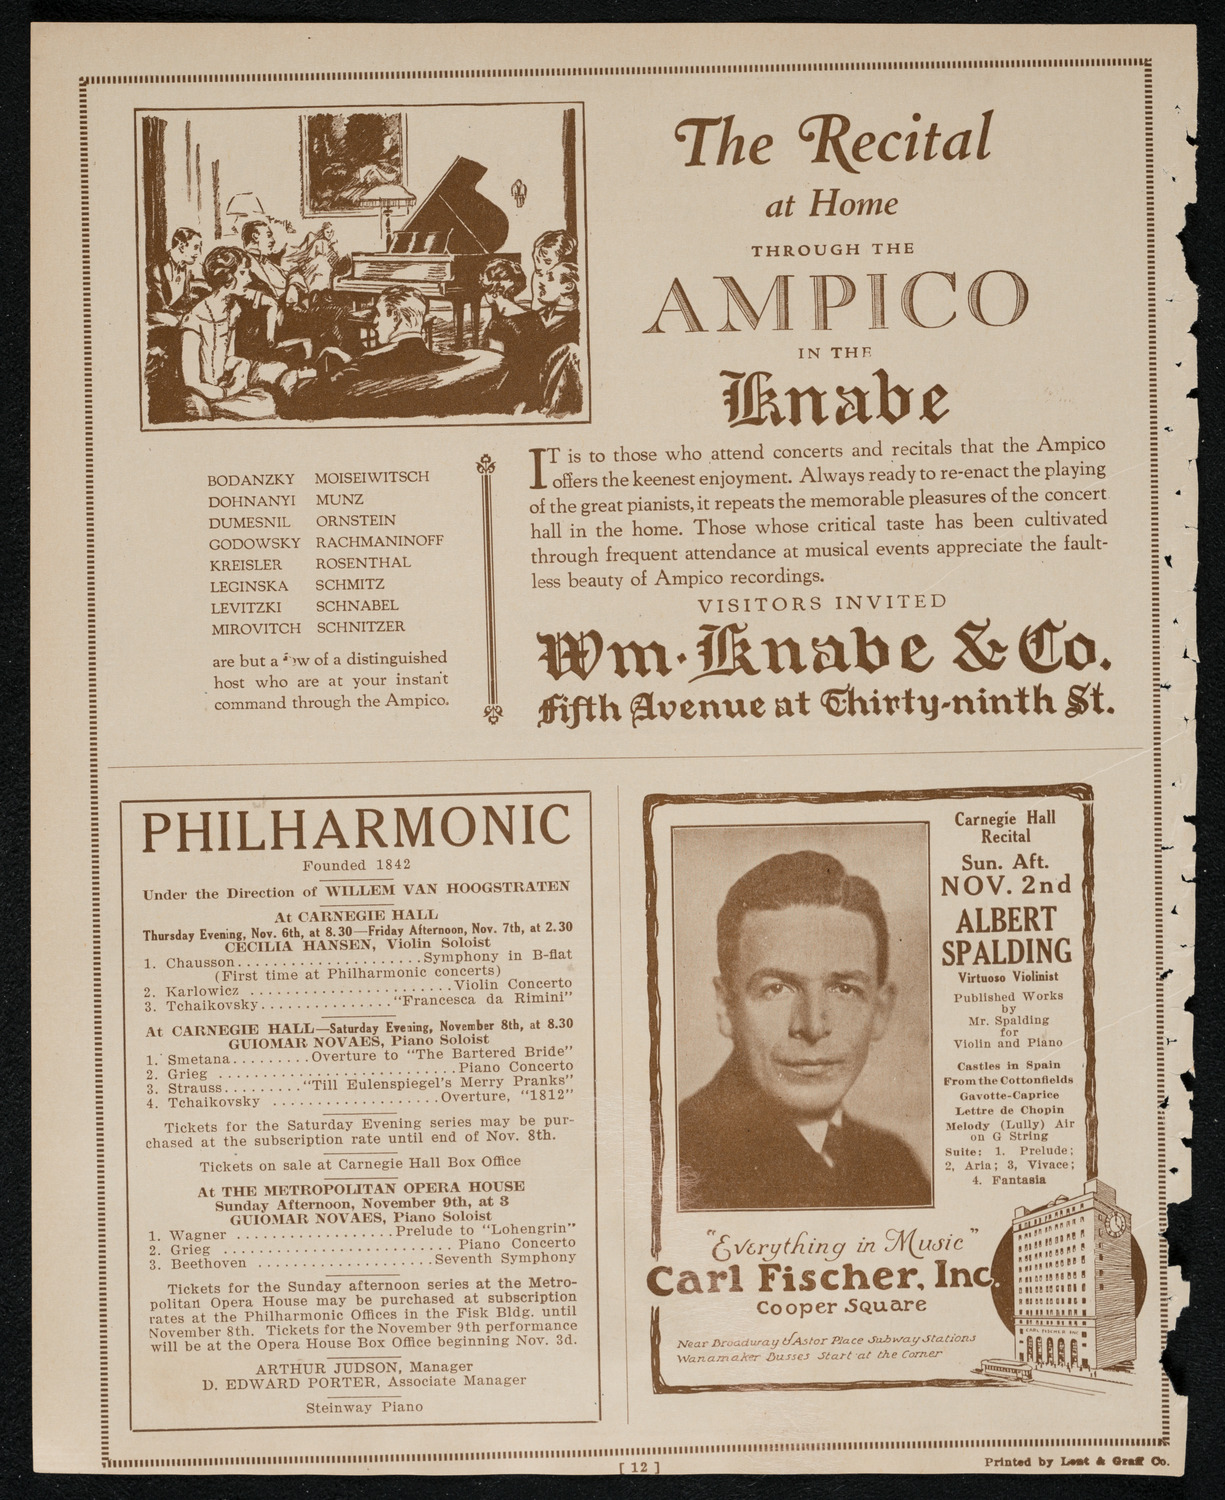 The Recital
at Home
THROUGH THE
AMPICO
IN THE
Knabe
BODANZKY MOISEIWITSCH
DOHNANYI MUNZ
DUMESNIL ORNSTEIN
GODOWSKY RACHMANINOFF
KREISLER ROSENTHAL
LEGINSKA SCHMITZ
LEVITZKI SCHNABEL
MIROVITCH SCHNITZER
are but a few of a distinguished
host who are at your instant
command through the Ampico.
IT is to those who attend concerts and recitals that the Ampico
offers the keenest enjoyment. Always ready to re-enact the playing
of the great pianists, it repeats the memorable pleasures of the concert
hall in the home. Those whose critical taste has been cultivated
through frequent attendance at musical events appreciate the fault-
less beauty of Ampico recordings.
VISITORS INVITED
Wm. Knabe & Co.
Fifth Avenue at Thirty-ninth St.
PHILHARMONIC
Founded 1842
Under the Direction of WILLEM VAN HOOGSTRATEN
At CARNEGIE HALL
Thursday Evening, Nov. 6th, at 8.30—Friday Afternoon, Nov. 7th, at 2.30
CECILIA HANSEN, Violin Soloist
1. Chausson.....................Symphony in B-flat
(First time at Philharmonic concerts)
2. Karlowicz .......................Violin Concerto
3. Tchaikovsky..............."Francesca da Rimini"
At CARNEGIE HALL—Saturday Evening, November 8th, at 8.30
GUIOMAR NOVAES, Piano Soloist
1. Smetana.........Overture to "The Bartered Bride"
2. Grieg ...........................Piano Concerto
3. Strauss........."Till Eulenspiegel's Merry Pranks"
4. Tchaikovsky ...................Overture, "1812"
Tickets for the Saturday Evening series may be pur-
chased at the subscription rate until end of Nov. 8th.
Tickets on sale at Carnegie Hall Box Office
At THE METROPOLITAN OPERA HOUSE
Sunday Afternoon, November 9th, at 3
GUIOMAR NOVAES, Piano Soloist
1. Wagner ..................Prelude to "Lohengrin"
2. Grieg .......................... Piano Concerto
3. Beethoven ....................Seventh Symphony
Tickets for the Sunday afternoon series at the Metro-
politan Opera House may be purchased at subscription
rates at the Philharmonic Offices in the Fisk Bldg. until
November 8th. Tickets for the November 9th performance
will be at the Opera House Box Office beginning Nov. 3d.
ARTHUR JUDSON, Manager
D. EDWARD PORTER, Associate Manager
Steinway Piano
Carnegie Hall
Recital
Sun. Aft.
NOV. 2nd
ALBERT
SPALDING
Virtuoso Violinist
Published Works
by
Mr. Spalding
for
Violin and Piano
Castles in Spain
From the Cottonfields
Gavotte-Caprice
Lettre de Chopin
Melody (Lully) Air
on G String
Suite: 1. Prelude;
2, Aria; 3, Vivace;
4. Fantasia
"Everything in Music"
Carl Fischer, Inc.
Cooper Square
Near Broadway & Astor Place Subway Stations
Wanamaker Busses Start at the Corner
CARL FISCHER INC
[ 12 ]
Printed by Lent & Graff Co.